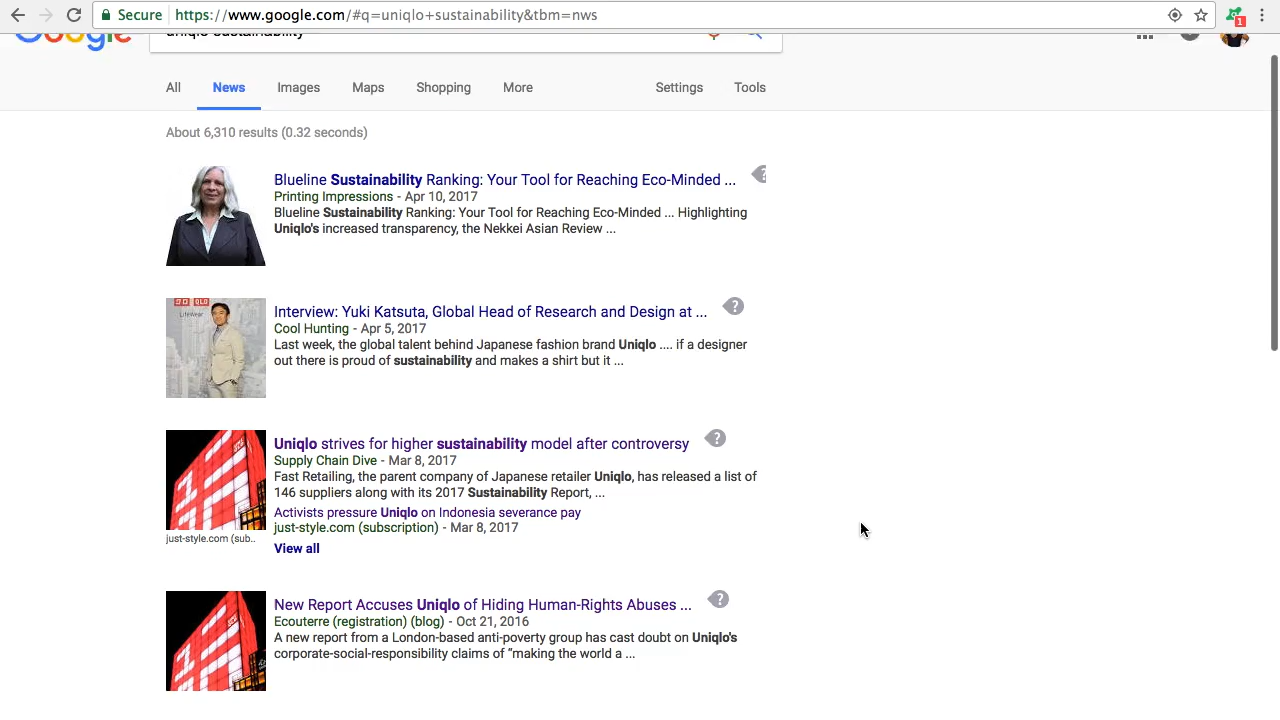 Secure https://www.google.com/#q=uniqlo+sustainability&tbm=nws
1
Google
uniqlo sustainability
All News Images Maps Shopping More Settings Tools
About 6,310 results (0.32 seconds)
Blueline Sustainability Ranking: Your Tool for Reaching Eco-Minded ...
Printing Impressions - Apr 10, 2017
Blueline Sustainability Ranking: Your Tool for Reaching Eco-Minded ... Highlighting
Uniqlo's increased transparency, the Nekkei Asian Review ...
LifeWear
Interview: Yuki Katsuta, Global Head of Research and Design at ...
Cool Hunting - Apr 5, 2017
Last week, the global talent behind Japanese fashion brand Uniqlo .... if a designer
out there is proud of sustainability and makes a shirt but it ...
Uniqlo strives for higher sustainability model after controversy
Supply Chain Dive - Mar 8, 2017
Fast Retailing, the parent company of Japanese retailer Uniqlo, has released a list of
146 suppliers along with its 2017 Sustainability Report, ...
Activists pressure Uniqlo on Indonesia severance pay
just-style.com (subscription) - Mar 8, 2017
just-style.com (sub..
View all
New Report Accuses Uniqlo of Hiding Human-Rights Abuses ...
Ecouterre (registration) (blog) - Oct 21, 2016
A new report from a London-based anti-poverty group has cast doubt on Uniqlo's
corporate-social-responsibility claims of "making the world a ...